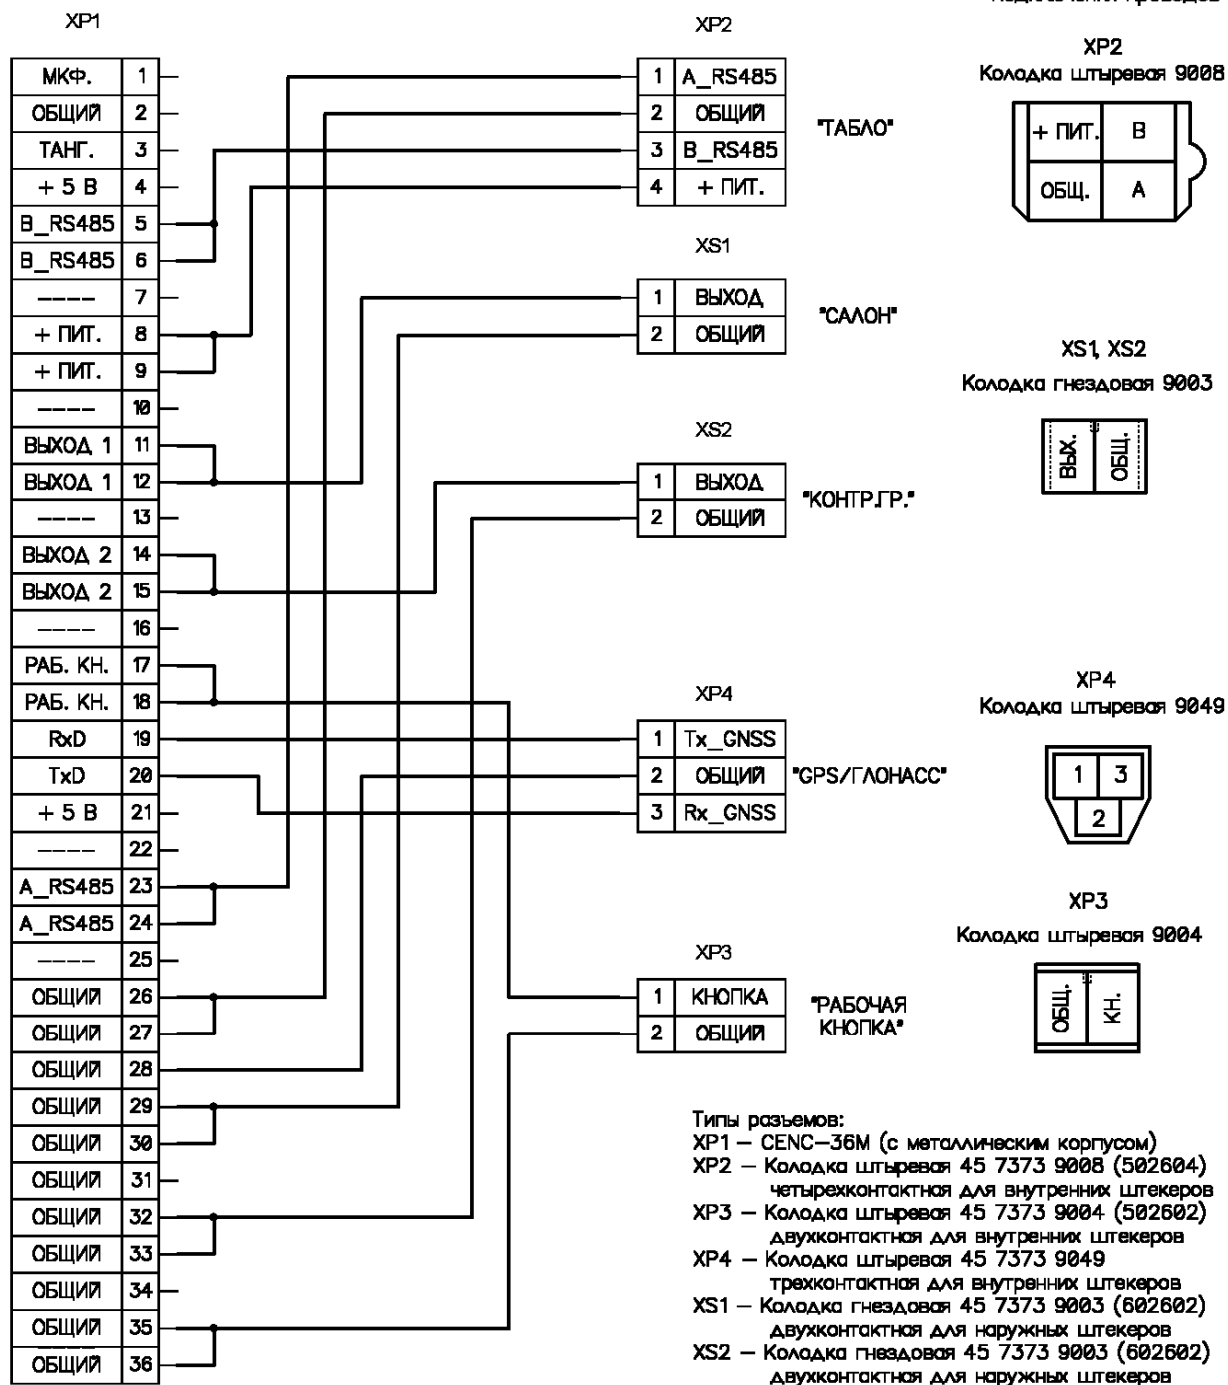 XP1
МКФ. 1
ОБЩИЙ 2
ТАНГ. 3
+ 5 В 4
B_RS485 5
B_RS485 6
---- 7
+ ПИТ. 8
+ ПИТ. 9
---- 10
ВЫХОД 1 11
ВЫХОД 1 12
---- 13
ВЫХОД 2 14
ВЫХОД 2 15
---- 16
РАБ. КН. 17
РАБ. КН. 18
RxD 19
TxD 20
+ 5 В 21
---- 22
A_RS485 23
A_RS485 24
---- 25
ОБЩИЙ 26
ОБЩИЙ 27
ОБЩИЙ 28
ОБЩИЙ 29
ОБЩИЙ 30
ОБЩИЙ 31
ОБЩИЙ 32
ОБЩИЙ 33
ОБЩИЙ 34
ОБЩИЙ 35
ОБЩИЙ 36
XP2
1 A_RS485
2 ОБЩИЙ
3 B_RS485
4 + ПИТ.
"ТАБЛО"
XS1
1 ВЫХОД
2 ОБЩИЙ
"САЛОН"
XS2
1 ВЫХОД
2 ОБЩИЙ
"КОНТР.ГР."
XP4
1 Tx_GNSS
2 ОБЩИЙ
3 Rx_GNSS
"GPS/ГЛОНАСС"
XP3
1 КНОПКА
2 ОБЩИЙ
"РАБОЧАЯ
КНОПКА"
XP2
Колодка штыревая 9008
+ ПИТ. В
ОБЩ. А
XS1, XS2
Колодка гнездовая 9003
ВЫХ. ОБЩ.
XP4
Колодка штыревая 9049
1 3
2
XP3
Колодка штыревая 9004
ОБЩ. КН.
Типы разъемов:
XP1 – CENC–36M (с металлическим корпусом)
XP2 – Колодка штыревая 45 7373 9008 (502604)
четырехконтактная для внутренних штекеров
XP3 – Колодка штыревая 45 7373 9004 (502602)
двухконтактная для внутренних штекеров
XP4 – Колодка штыревая 45 7373 9049
трехконтактная для внутренних штекеров
XS1 – Колодка гнездовая 45 7373 9003 (602602)
двухконтактная для наружных штекеров
XS2 – Колодка гнездовая 45 7373 9003 (602602)
двухконтактная для наружных штекеров